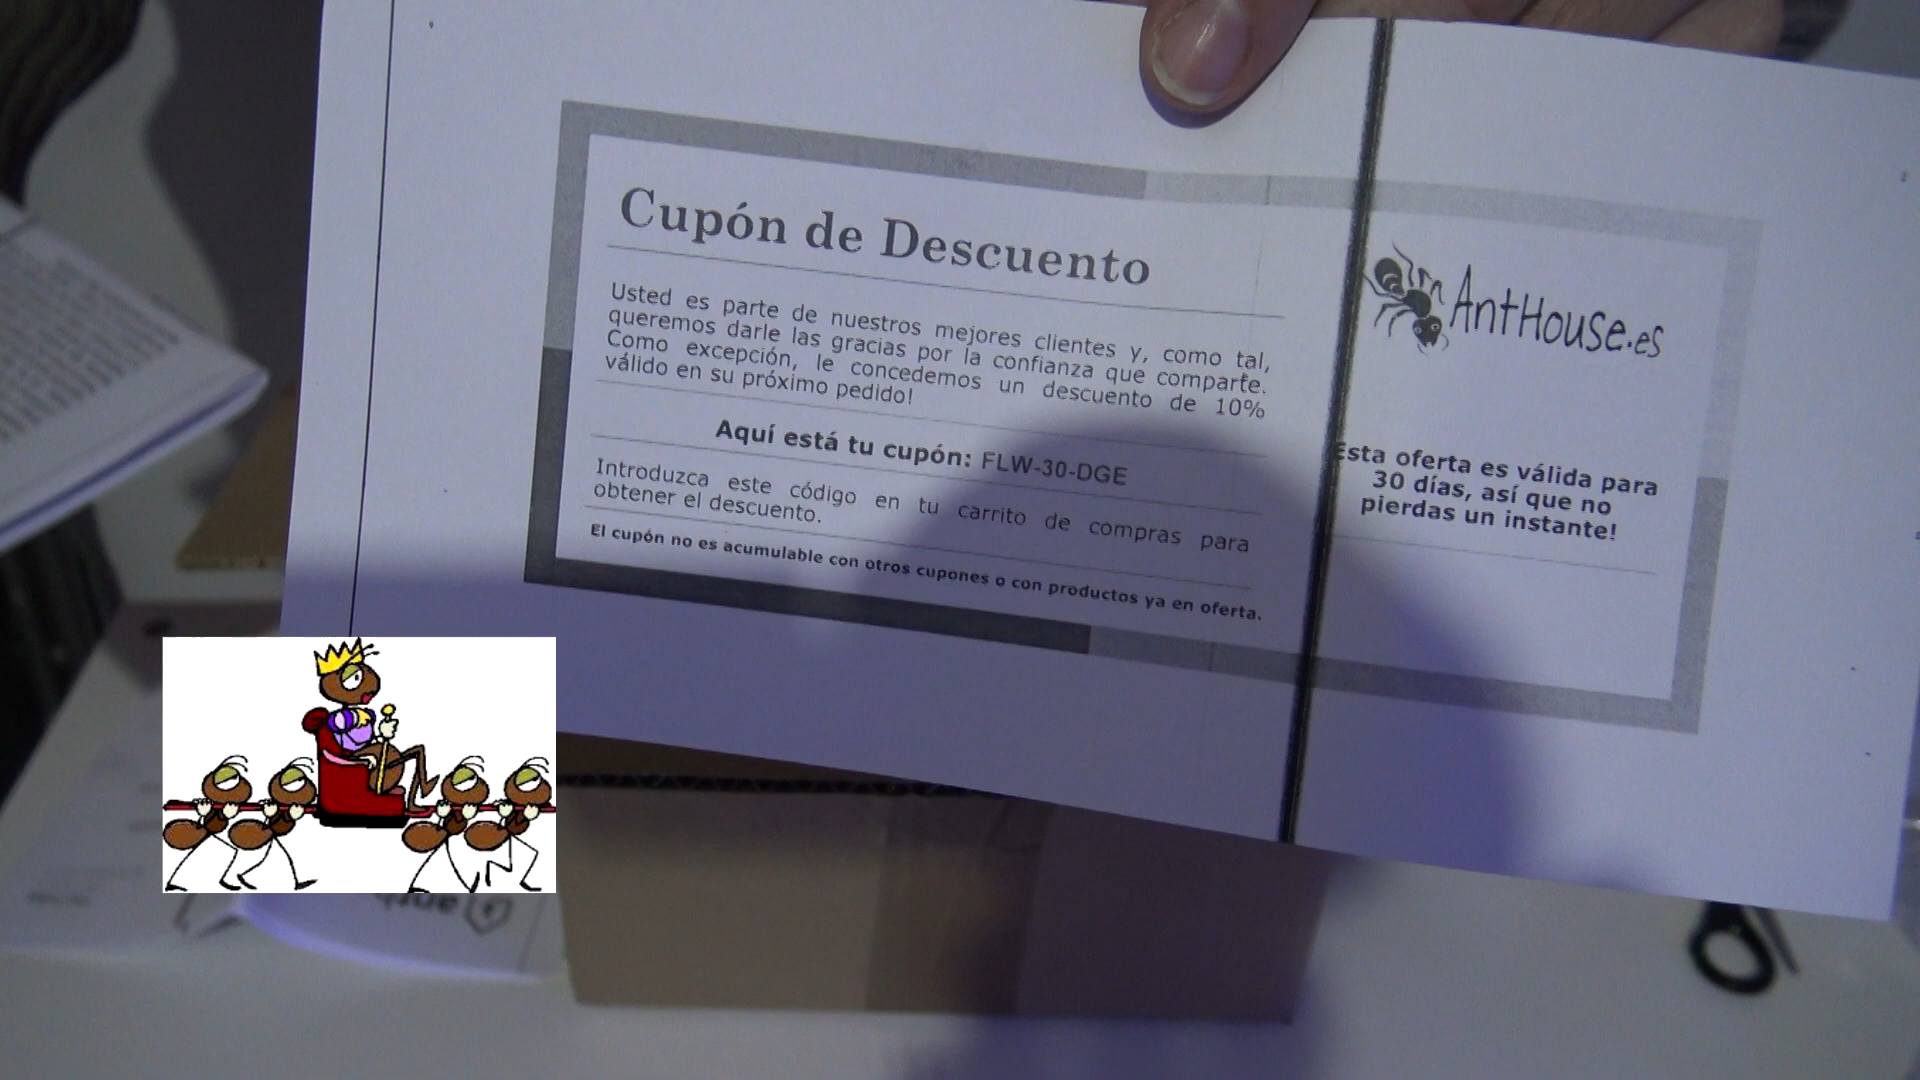 Cupón de Descuento
Usted es parte de nuestros mejores clientes y, como tal,
queremos darle las gracias por la confianza que comparte.
Como excepción, le concedemos un descuento de 10%
válido en su próximo pedido!
Aquí está tu cupón: FLW-30-DGE
Introduzca este código en tu carrito de compras para
obtener el descuento.
El cupón no es acumulable con otros cupones o con productos ya en oferta.
AntHouse.es
Esta oferta es válida para
30 días, así que no
pierdas un instante!